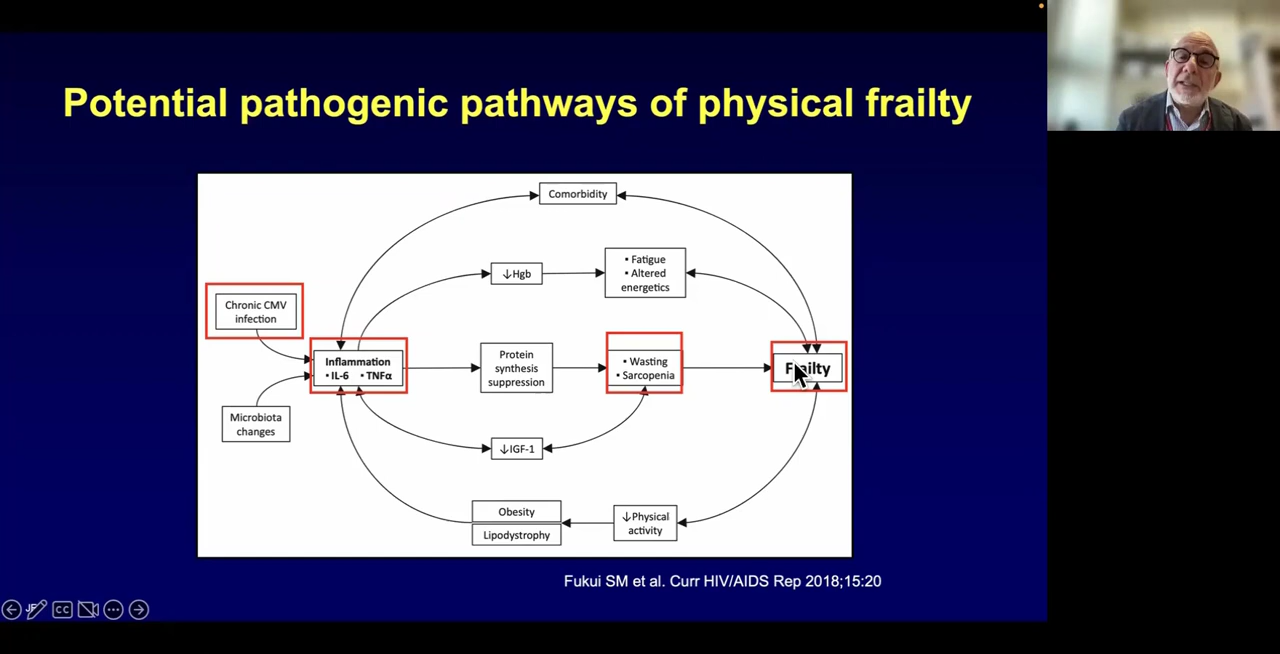 Potential pathogenic pathways of physical frailty
Comorbidity
↓Hgb
• Fatigue
• Altered
energetics
Chronic CMV
infection
Inflammation
• IL-6 • TNFα
Protein
synthesis
suppression
• Wasting
• Sarcopenia
Frailty
Microbiota
changes
↓IGF-1
Obesity
Lipodystrophy
↓Physical
activity
Fukui SM et al. Curr HIV/AIDS Rep 2018;15:20
CC